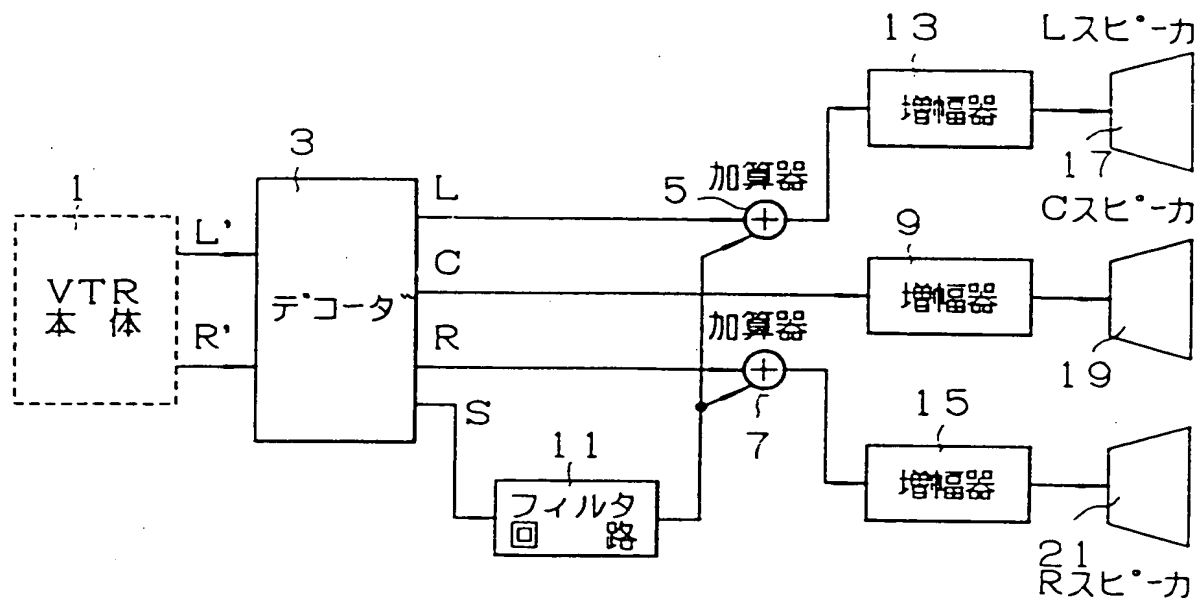 1
VTR
本 体
L'
R'
3
デコーダ
L
C
R
S
11
フィルタ
回 路
加算器
5
加算器
7
13
増幅器
9
増幅器
15
増幅器
Lスピーカ
17
Cスピーカ
19
21
Rスピーカ